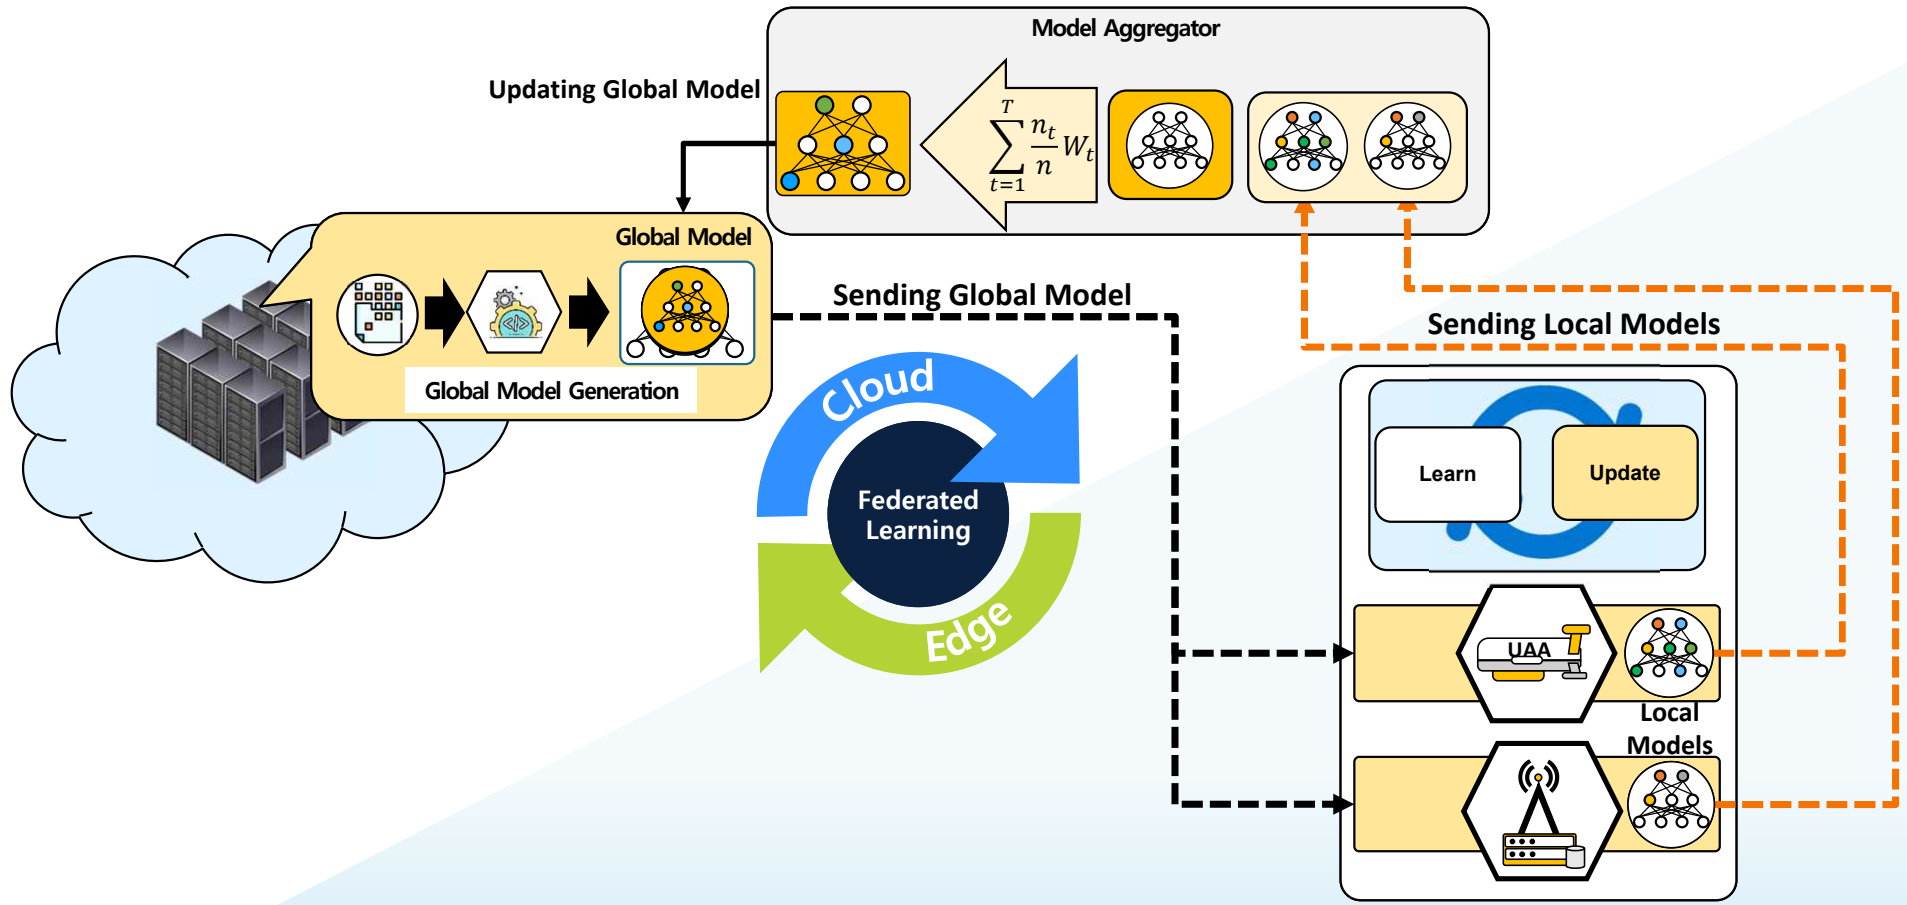 Model Aggregator
Updating Global Model
T
∑ n_t/n W_t
t=1
Global Model
Sending Global Model
Sending Local Models
Global Model Generation
Cloud
Federated
Learning
Edge
Learn
Update
UAA
Local
Models